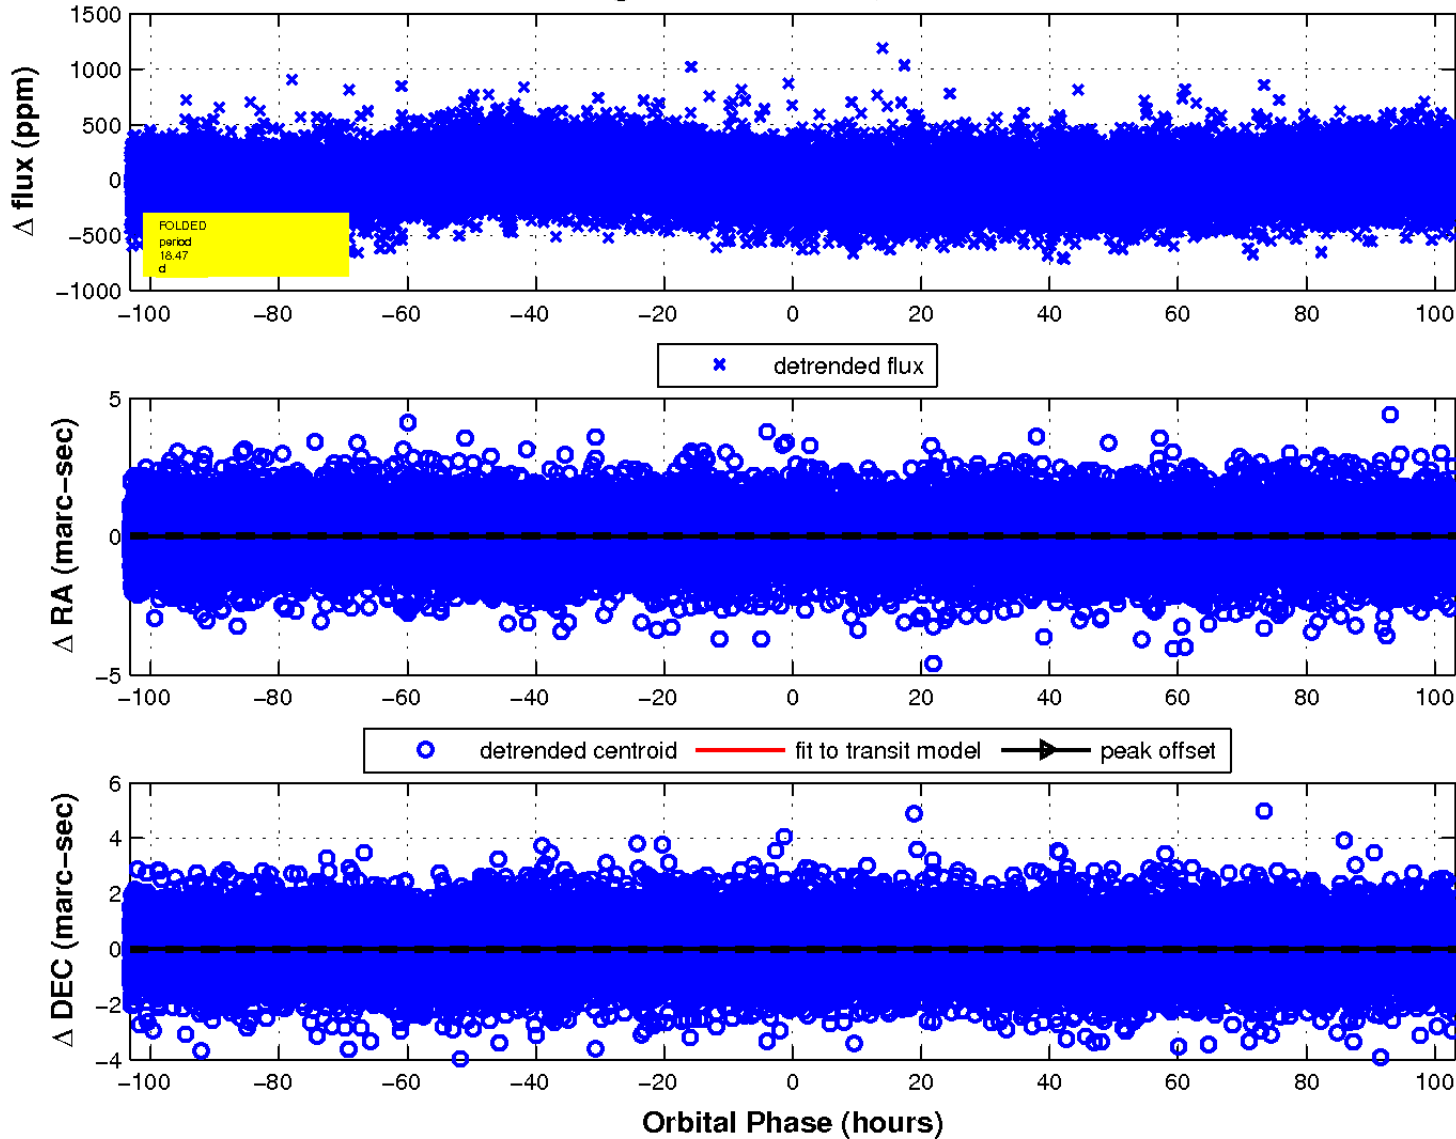 1500
1000
500
0
−500
−1000
Δ flux (ppm)
FOLDED
period
18.47
d
−100 −80 −60 −40 −20 0 20 40 60 80 100
detrended flux
5
0
−5
Δ RA (marc−sec)
−100 −80 −60 −40 −20 0 20 40 60 80 100
detrended centroid fit to transit model peak offset
6
4
2
0
−2
−4
Δ DEC (marc−sec)
−100 −80 −60 −40 −20 0 20 40 60 80 100
Orbital Phase (hours)